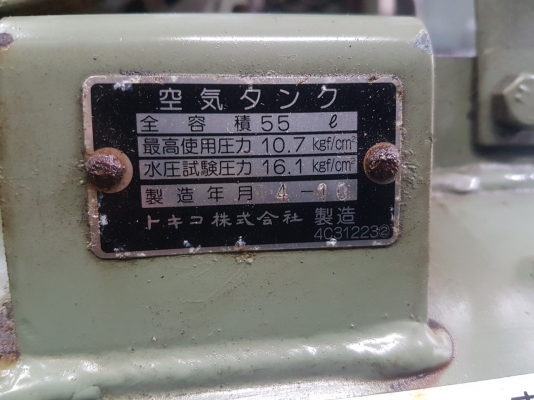 空気タンク
全容積 55 ℓ
最高使用圧力 10.7 kgf/cm²
水圧試験圧力 16.1 kgf/cm²
製造年月 4-10
トキコ株式会社 製造
4C31223②